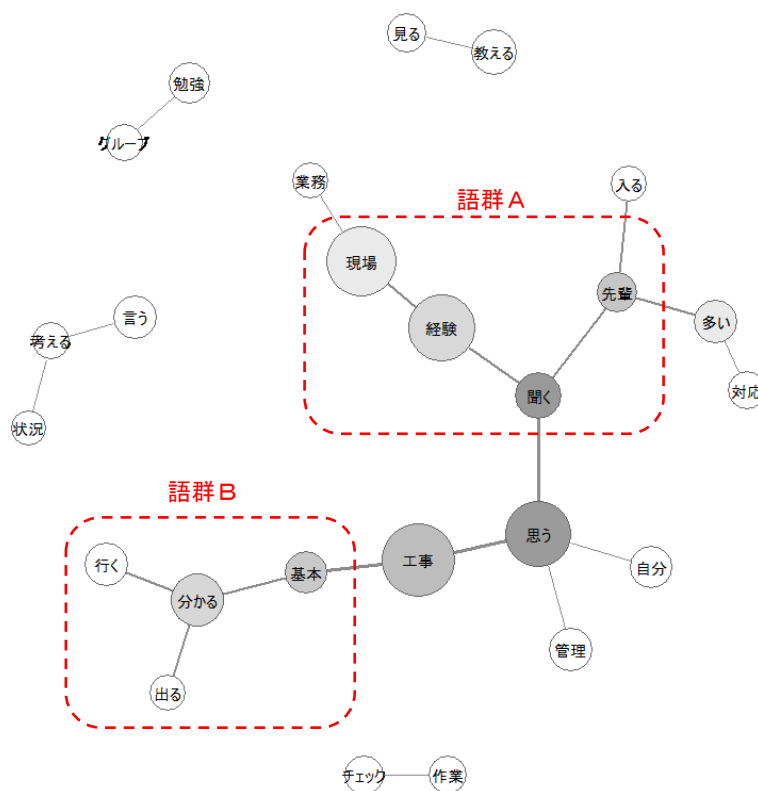 見る
教える
勉強
グループ
業務
入る
語群A
現場
先輩
経験
多い
言う
考える
対応
聞く
状況
語群B
思う
工事
行く
基本
自分
分かる
管理
出る
チェック
作業